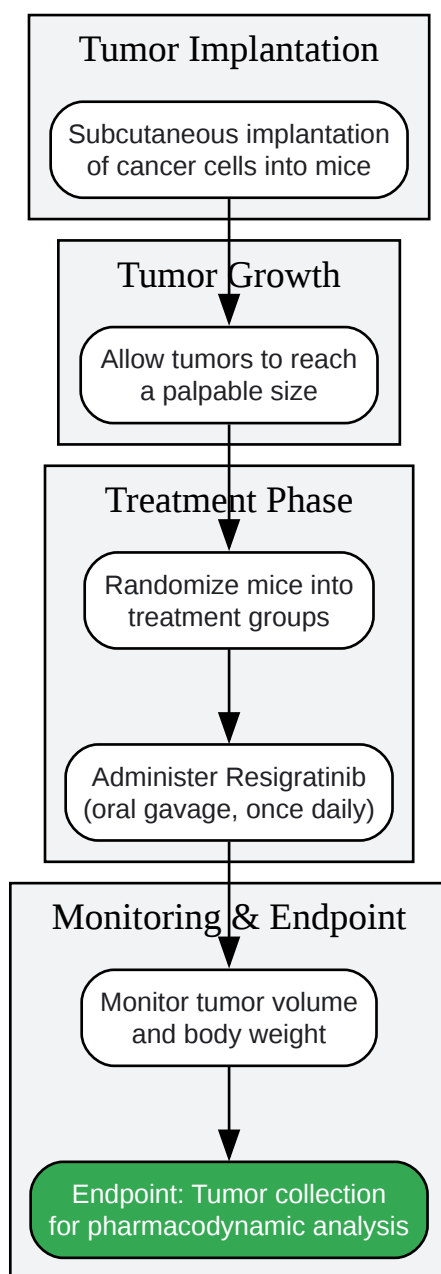 Tumor Implantation
Subcutaneous implantation
of cancer cells into mice
Tumor Growth
Allow tumors to reach
a palpable size
Treatment Phase
Randomize mice into
treatment groups
Administer Resigratinib
(oral gavage, once daily)
Monitoring & Endpoint
Monitor tumor volume
and body weight
Endpoint: Tumor collection
for pharmacodynamic analysis